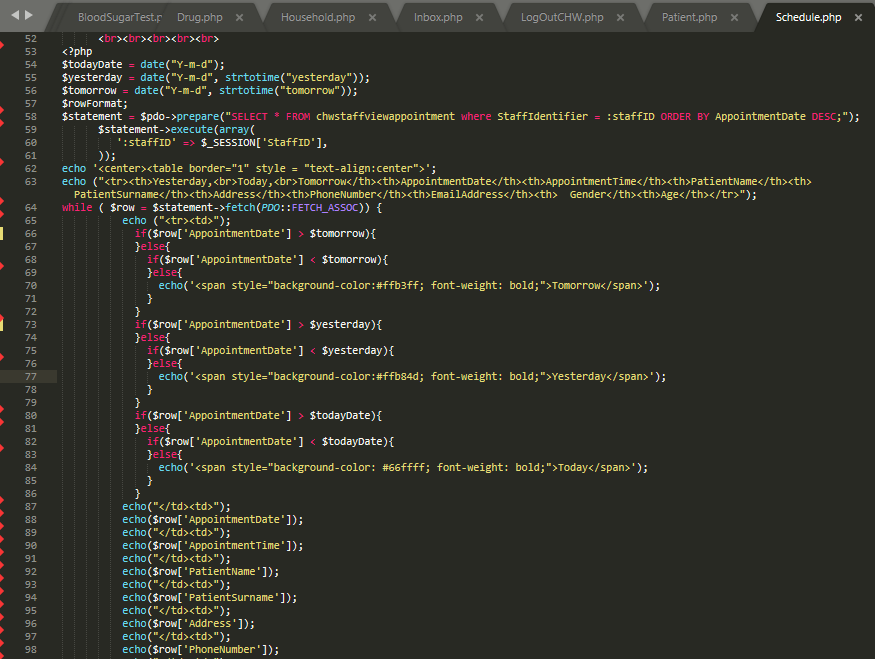 BloodSugarTest.p Drug.php × Household.php × Inbox.php × LogOutCHW.php × Patient.php × Schedule.php ×
52 <br><br><br><br><br>
53 <?php
54 $todayDate = date("Y-m-d");
55 $yesterday = date("Y-m-d", strtotime("yesterday"));
56 $tomorrow = date("Y-m-d", strtotime("tomorrow"));
57 $rowFormat;
58 $statement = $pdo->prepare("SELECT * FROM chwstaffviewappointment where StaffIdentifier = :staffID ORDER BY AppointmentDate DESC;");
59 $statement->execute(array(
60 ':staffID' => $_SESSION['StaffID'],
61 ));
62 echo '<center><table border="1" style = "text-align:center">';
63 echo ("<tr><th>Yesterday,<br>Today,<br>Tomorrow</th><th>AppointmentDate</th><th>AppointmentTime</th><th>PatientName</th><th>
PatientSurname</th><th>Address</th><th>PhoneNumber</th><th>EmailAddress</th><th> Gender</th><th>Age</th></tr>");
64 while ( $row = $statement->fetch(PDO::FETCH_ASSOC)) {
65 echo ("<tr><td>");
66 if($row['AppointmentDate'] > $tomorrow){
67 }else{
68 if($row['AppointmentDate'] < $tomorrow){
69 }else{
70 echo('<span style="background-color:#ffb3ff; font-weight: bold;">Tomorrow</span>');
71 }
72 }
73 if($row['AppointmentDate'] > $yesterday){
74 }else{
75 if($row['AppointmentDate'] < $yesterday){
76 }else{
77 echo('<span style="background-color:#ffb84d; font-weight: bold;">Yesterday</span>');
78 }
79 }
80 if($row['AppointmentDate'] > $todayDate){
81 }else{
82 if($row['AppointmentDate'] < $todayDate){
83 }else{
84 echo('<span style="background-color: #66ffff; font-weight: bold;">Today</span>');
85 }
86 }
87 echo("</td><td>");
88 echo($row['AppointmentDate']);
89 echo("</td><td>");
90 echo($row['AppointmentTime']);
91 echo("</td><td>");
92 echo($row['PatientName']);
93 echo("</td><td>");
94 echo($row['PatientSurname']);
95 echo("</td><td>");
96 echo($row['Address']);
97 echo("</td><td>");
98 echo($row['PhoneNumber']);